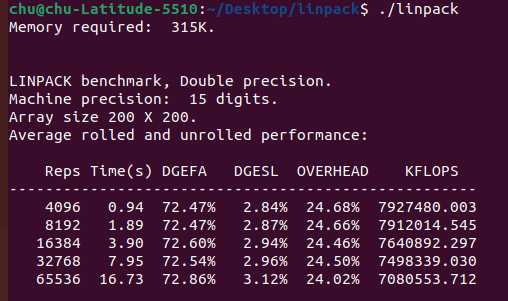 chu@chu-Latitude-5510:~/Desktop/linpack$ ./linpack
Memory required:  315K.
LINPACK benchmark, Double precision.
Machine precision:  15 digits.
Array size 200 X 200.
Average rolled and unrolled performance:
    Reps Time(s) DGEFA   DGESL  OVERHEAD    KFLOPS
----------------------------------------------------
    4096   0.94  72.47%   2.84%  24.68%  7927480.003
    8192   1.89  72.47%   2.87%  24.66%  7912014.545
   16384   3.90  72.60%   2.94%  24.46%  7640892.297
   32768   7.95  72.54%   2.96%  24.50%  7498339.030
   65536  16.73  72.86%   3.12%  24.02%  7080553.712